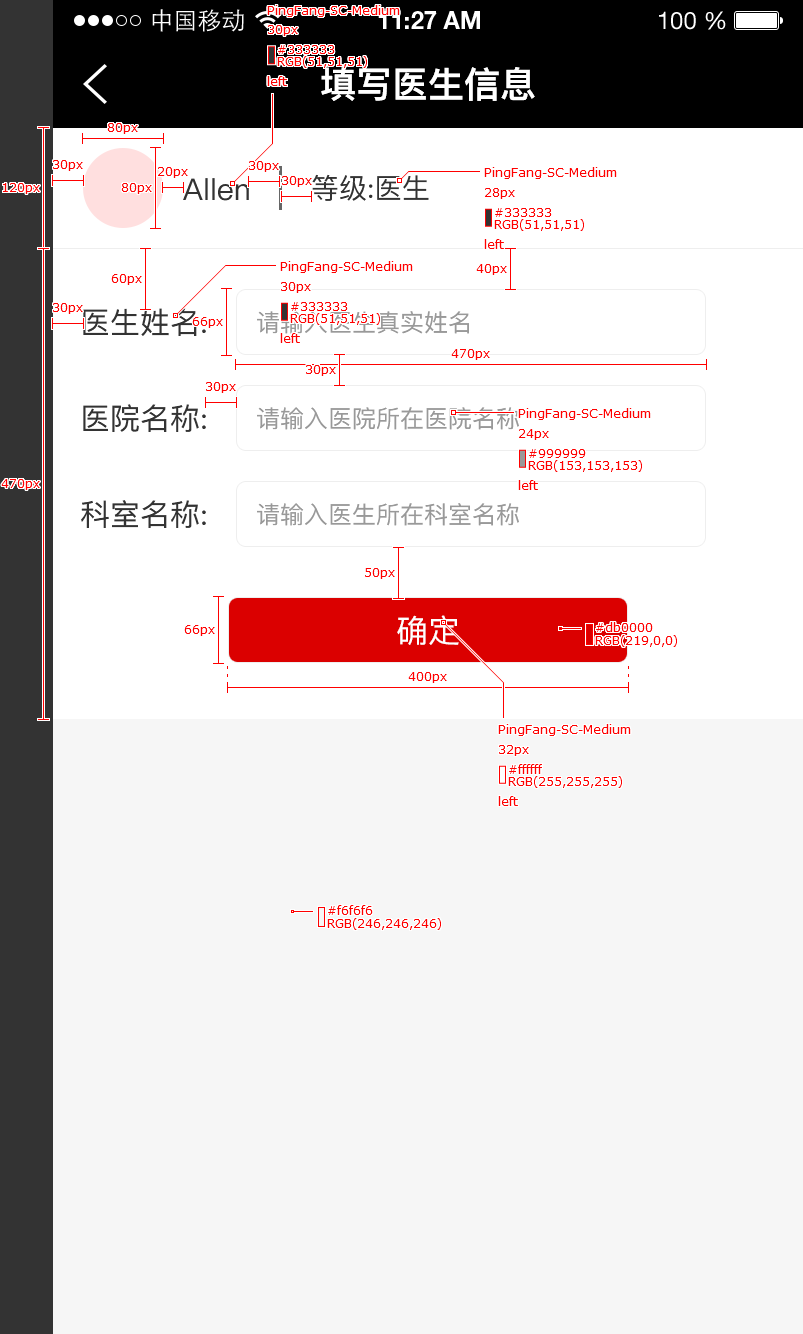 中国移动 11:27 AM 100 %
PingFang-SC-Medium
30px
#333333
RGB(51,51,51)
left
填写医生信息
80px
30px
120px
80px
20px
Allen
30px
30px
等级:医生
PingFang-SC-Medium
28px
#333333
RGB(51,51,51)
left
60px
40px
PingFang-SC-Medium
30px
#333333
RGB(51,51,51)
left
30px
医生姓名:
66px
请输入医生真实姓名
470px
30px
30px
医院名称:
请输入医院所在医院名称
PingFang-SC-Medium
24px
#999999
RGB(153,153,153)
left
470px
科室名称:
请输入医生所在科室名称
50px
66px
确定
#db0000
RGB(219,0,0)
400px
PingFang-SC-Medium
32px
#ffffff
RGB(255,255,255)
left
#f6f6f6
RGB(246,246,246)